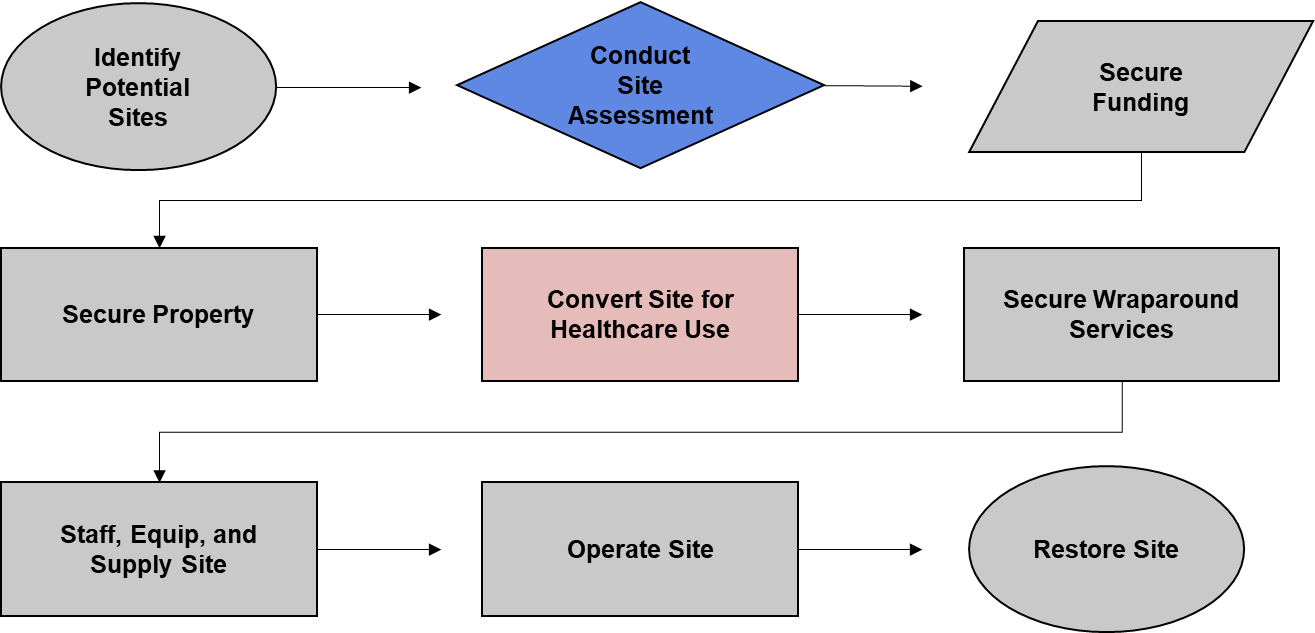 Identify
Potential
Sites
Conduct
Site
Assessment
Secure
Funding
Secure Property
Convert Site for
Healthcare Use
Secure Wraparound
Services
Staff, Equip, and
Supply Site
Operate Site
Restore Site